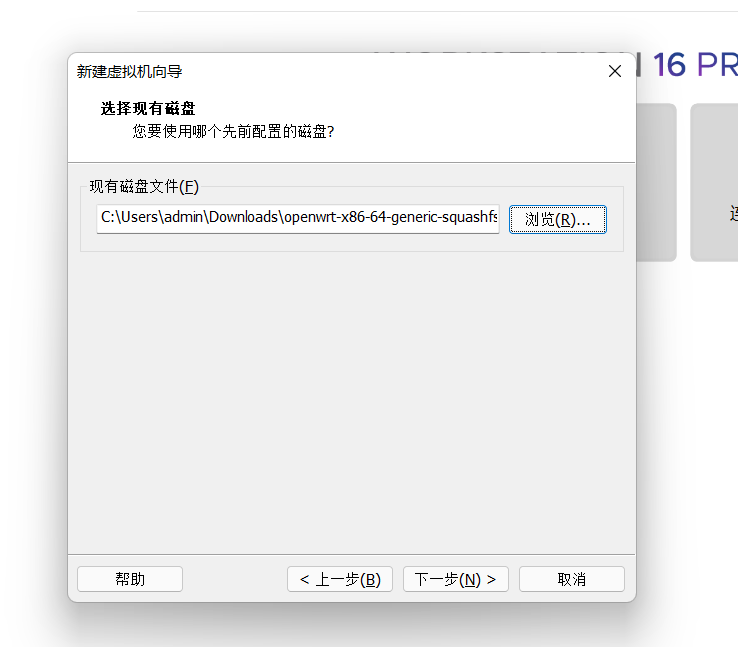 16 PR
新建虚拟机向导
选择现有磁盘
您要使用哪个先前配置的磁盘?
现有磁盘文件(F)
C:\Users\admin\Downloads\openwrt-x86-64-generic-squashfs
浏览(R)...
帮助
< 上一步(B)
下一步(N) >
取消